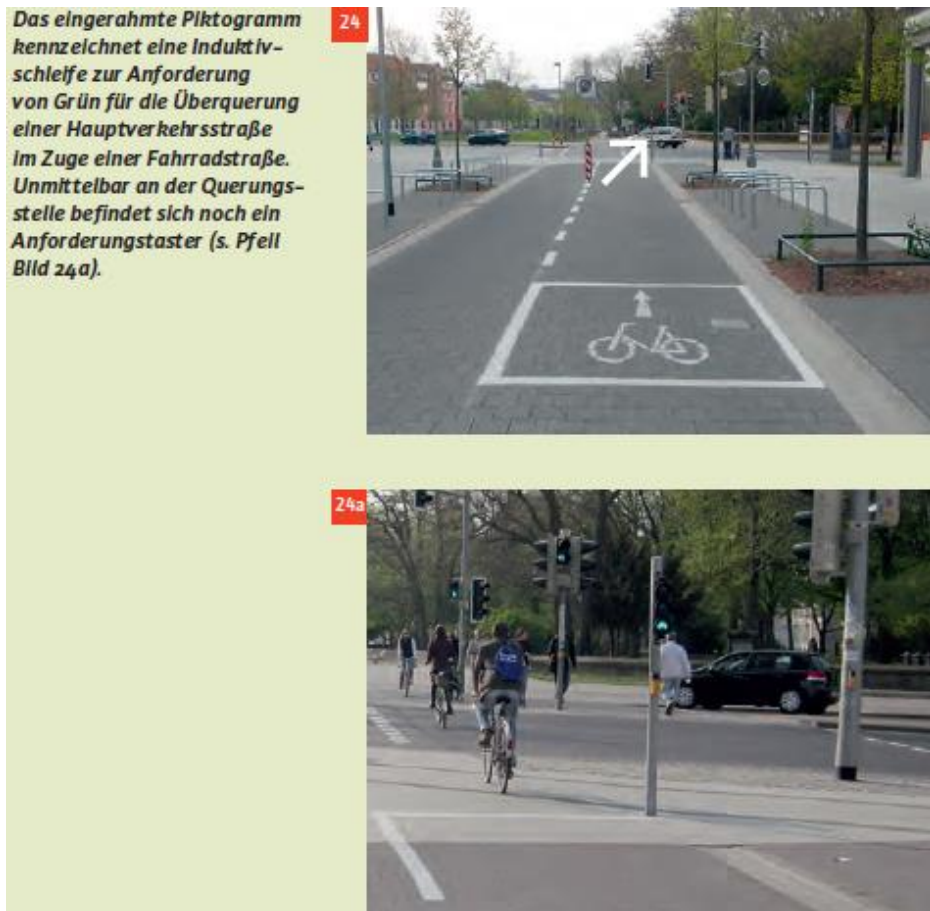 Das eingerahmte Piktogramm
kennzeichnet eine Induktiv-
schleife zur Anforderung
von Grün für die Überquerung
einer Hauptverkehrsstraße
im Zuge einer Fahrradstraße.
Unmittelbar an der Querungs-
stelle befindet sich noch ein
Anforderungstaster (s. Pfeil
Bild 24a).
24
24a